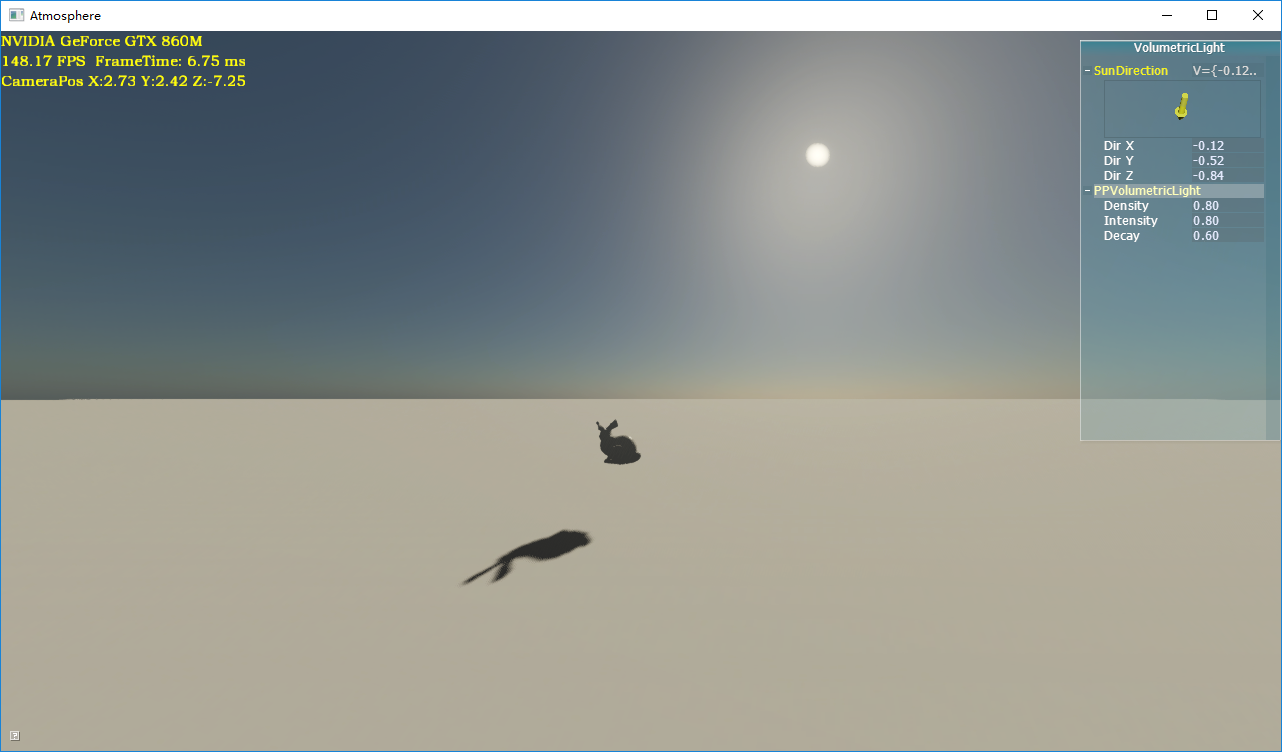 Atmosphere
NVIDIA GeForce GTX 860M
148.17 FPS FrameTime: 6.75 ms
CameraPos X:2.73 Y:2.42 Z:-7.25
VolumetricLight
− SunDirection V={-0.12..
Dir X -0.12
Dir Y -0.52
Dir Z -0.84
− PPVolumetricLight
Density 0.80
Intensity 0.80
Decay 0.60
?